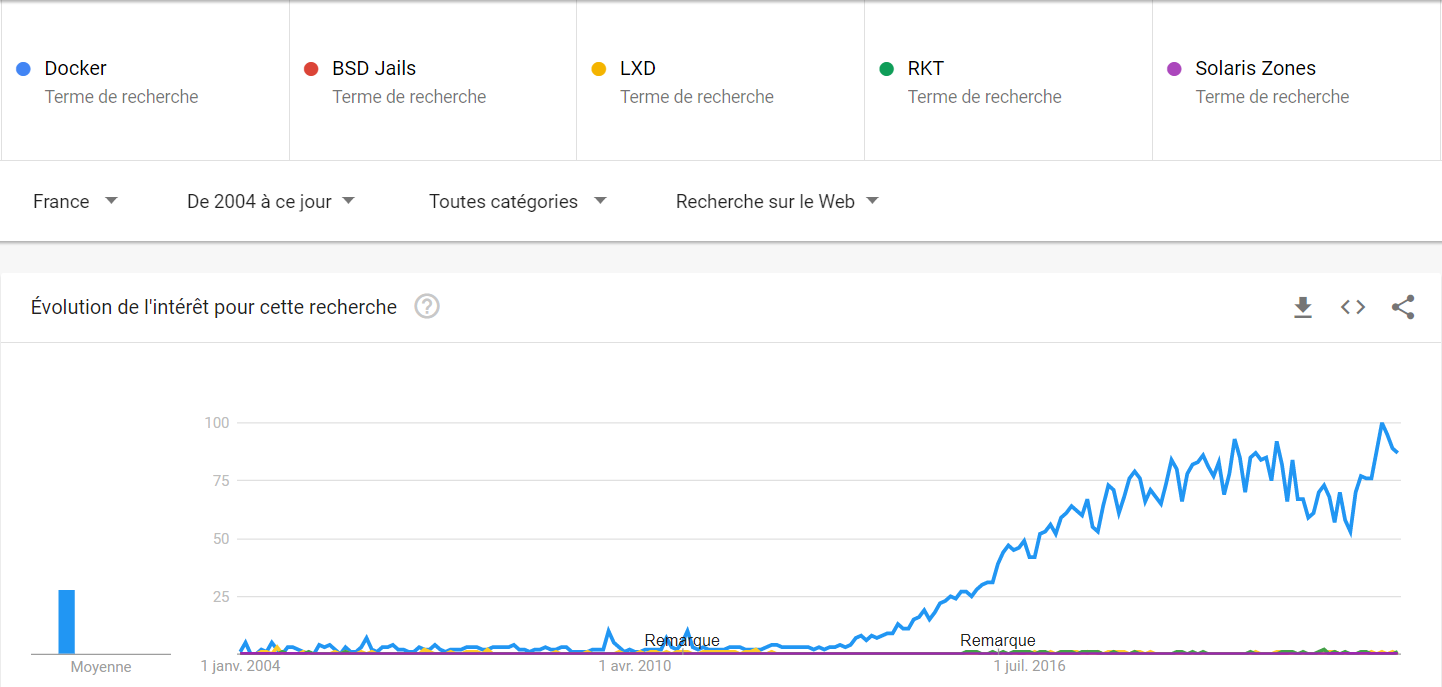 Docker
Terme de recherche
BSD Jails
Terme de recherche
LXD
Terme de recherche
RKT
Terme de recherche
Solaris Zones
Terme de recherche
France
De 2004 à ce jour
Toutes catégories
Recherche sur le Web
Évolution de l'intérêt pour cette recherche
?
100
75
50
25
Remarque
Remarque
Moyenne
1 janv. 2004
1 avr. 2010
1 juil. 2016